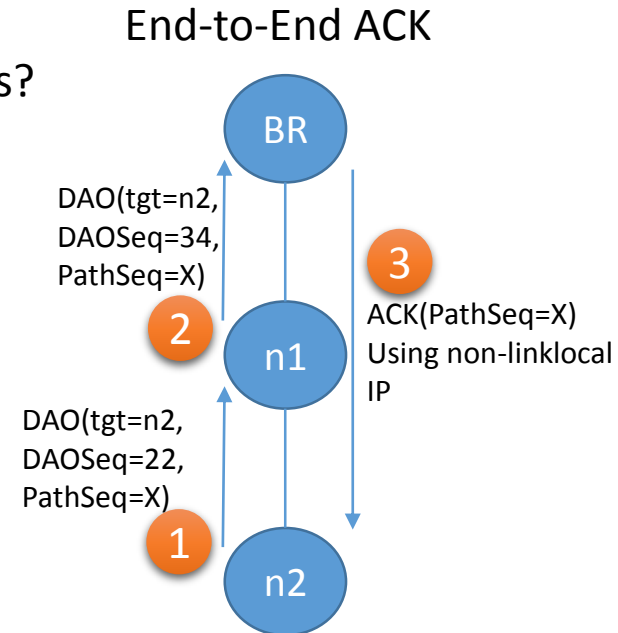 End-to-End ACK
s?
BR
DAO(tgt=n2,
DAOSeq=34,
PathSeq=X)
3
2
ACK(PathSeq=X)
Using non-linklocal
IP
n1
DAO(tgt=n2,
DAOSeq=22,
PathSeq=X)
1
n2